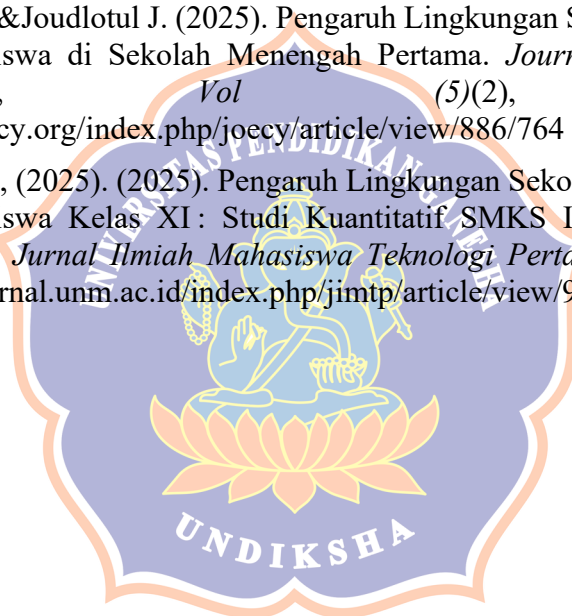 &Joudlotul J. (2025). Pengaruh Lingkungan S
swa di Sekolah Menengah Pertama. Journ
, Vol (5)(2),
cy.org/index.php/joecy/article/view/886/764
, (2025). (2025). Pengaruh Lingkungan Seko
swa Kelas XI : Studi Kuantitatif SMKS I
Jurnal Ilmiah Mahasiswa Teknologi Perta
rnal.unm.ac.id/index.php/jimtp/article/view/9
UNIVERSITAS PENDIDIKAN GANESHA
UNDIKSHA